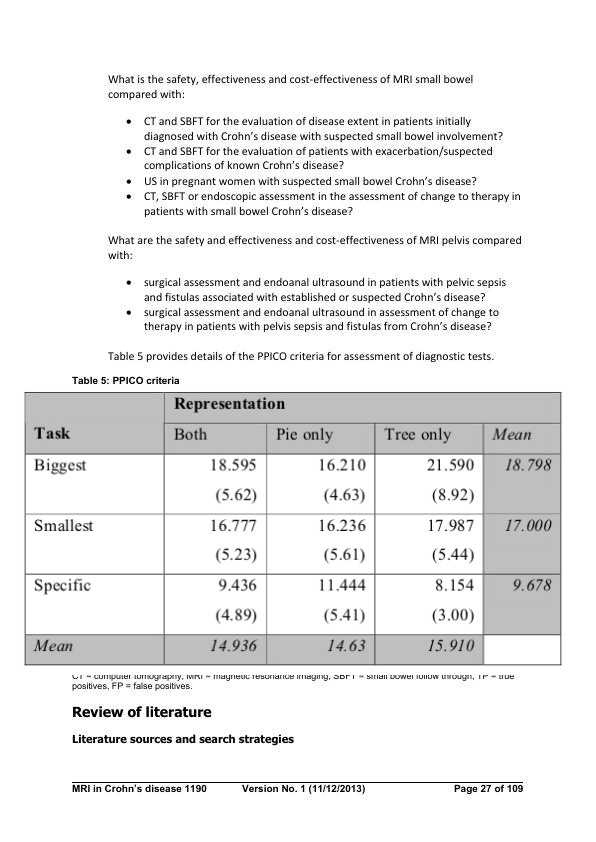 What is the safety, effectiveness and cost-effectiveness of MRI small bowel
compared with:
• CT and SBFT for the evaluation of disease extent in patients initially
diagnosed with Crohn's disease with suspected small bowel involvement?
• CT and SBFT for the evaluation of patients with exacerbation/suspected
complications of known Crohn's disease?
• US in pregnant women with suspected small bowel Crohn's disease?
• CT, SBFT or endoscopic assessment in the assessment of change to therapy in
patients with small bowel Crohn's disease?
What are the safety and effectiveness and cost-effectiveness of MRI pelvis compared
with:
• surgical assessment and endoanal ultrasound in patients with pelvic sepsis
and fistulas associated with established or suspected Crohn's disease?
• surgical assessment and endoanal ultrasound in assessment of change to
therapy in patients with pelvis sepsis and fistulas from Crohn's disease?
Table 5 provides details of the PPICO criteria for assessment of diagnostic tests.
Table 5: PPICO criteria
Representation
Task Both Pie only Tree only Mean
Biggest 18.595 16.210 21.590 18.798
(5.62) (4.63) (8.92)
Smallest 16.777 16.236 17.987 17.000
(5.23) (5.61) (5.44)
Specific 9.436 11.444 8.154 9.678
(4.89) (5.41) (3.00)
Mean 14.936 14.63 15.910
CT = computer tomography, MRI = magnetic resonance imaging, SBFT = small bowel follow through, TP = true
positives, FP = false positives.
Review of literature
Literature sources and search strategies
MRI in Crohn's disease 1190 Version No. 1 (11/12/2013) Page 27 of 109